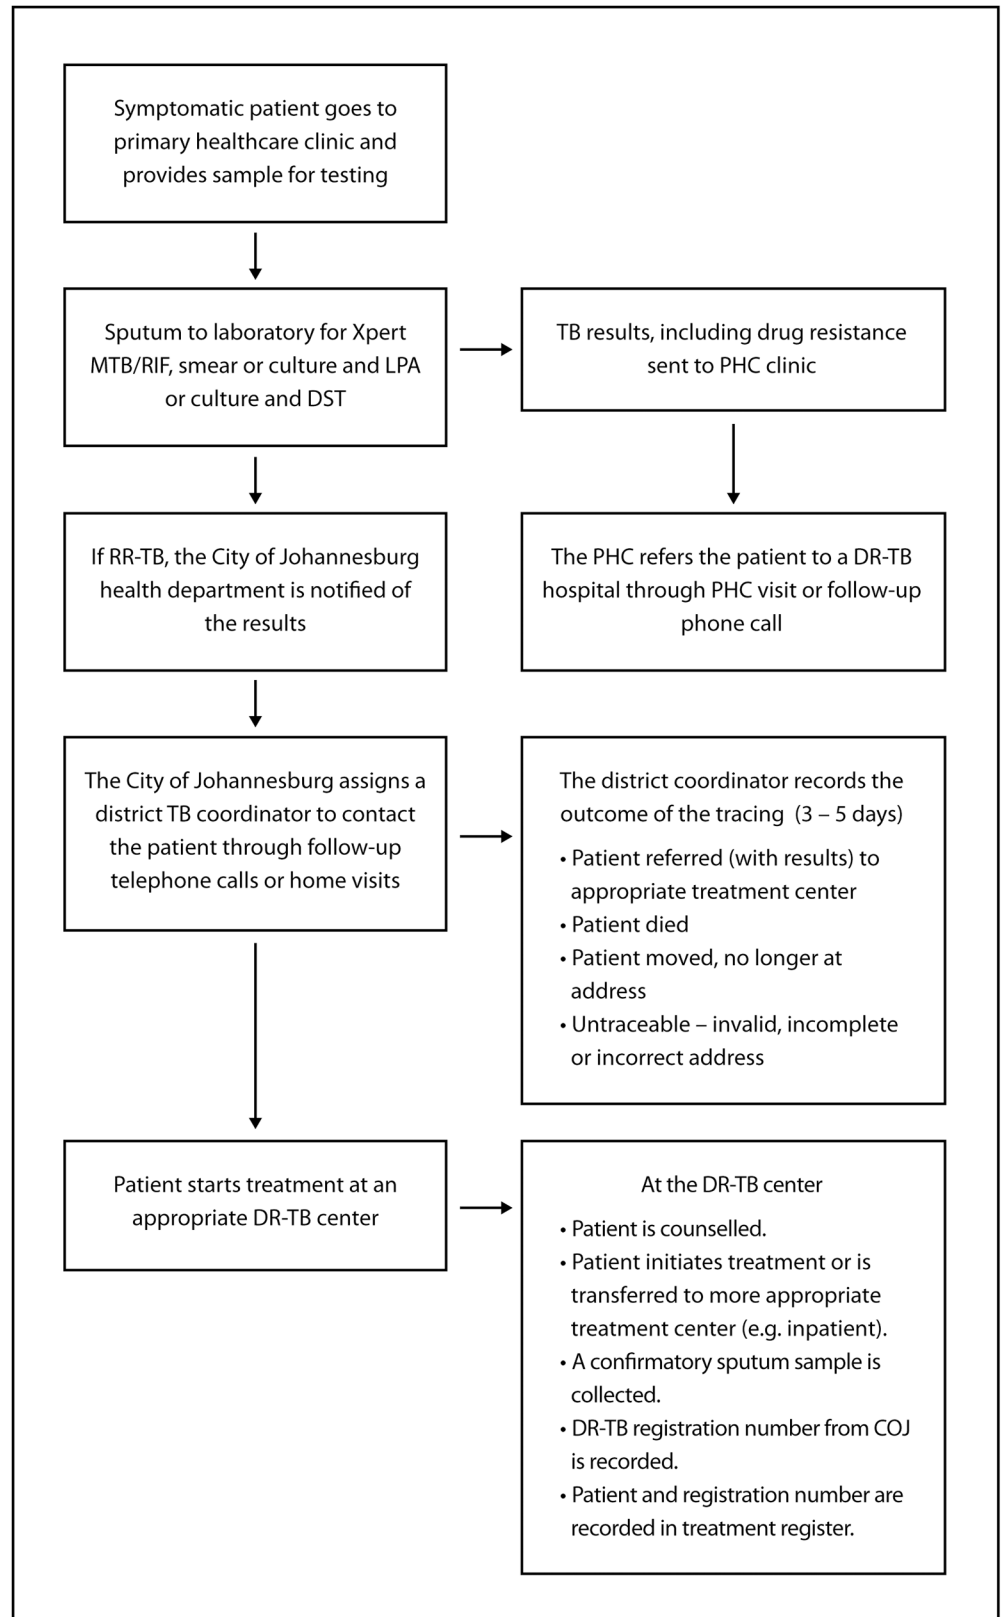 Symptomatic patient goes to
primary healthcare clinic and
provides sample for testing
Sputum to laboratory for Xpert
MTB/RIF, smear or culture and LPA
or culture and DST
TB results, including drug resistance
sent to PHC clinic
If RR-TB, the City of Johannesburg
health department is notified of
the results
The PHC refers the patient to a DR-TB
hospital through PHC visit or follow-up
phone call
The City of Johannesburg assigns a
district TB coordinator to contact
the patient through follow-up
telephone calls or home visits
The district coordinator records the
outcome of the tracing (3 – 5 days)
• Patient referred (with results) to
appropriate treatment center
• Patient died
• Patient moved, no longer at
address
• Untraceable – invalid, incomplete
or incorrect address
Patient starts treatment at an
appropriate DR-TB center
At the DR-TB center
• Patient is counselled.
• Patient initiates treatment or is
transferred to more appropriate
treatment center (e.g. inpatient).
• A confirmatory sputum sample is
collected.
• DR-TB registration number from COJ
is recorded.
• Patient and registration number are
recorded in treatment register.